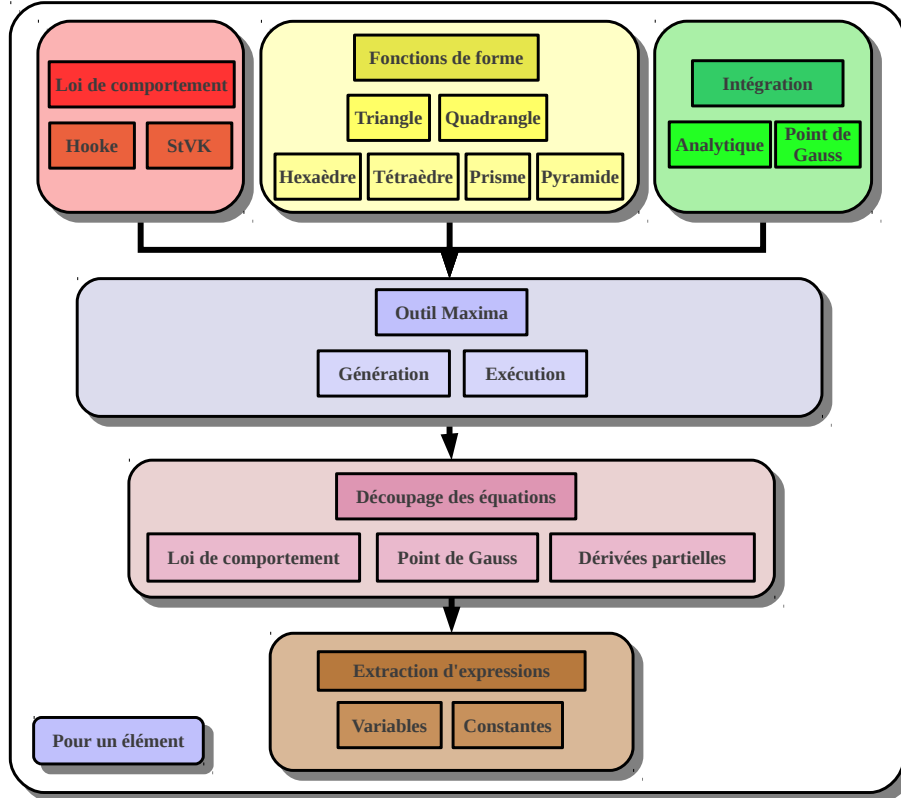 Loi de comportement
Hooke
StVK
Fonctions de forme
Triangle
Quadrangle
Hexaèdre
Tétraèdre
Prisme
Pyramide
Intégration
Analytique
Point de
Gauss
Outil Maxima
Génération
Exécution
Découpage des équations
Loi de comportement
Point de Gauss
Dérivées partielles
Extraction d'expressions
Variables
Constantes
Pour un élément